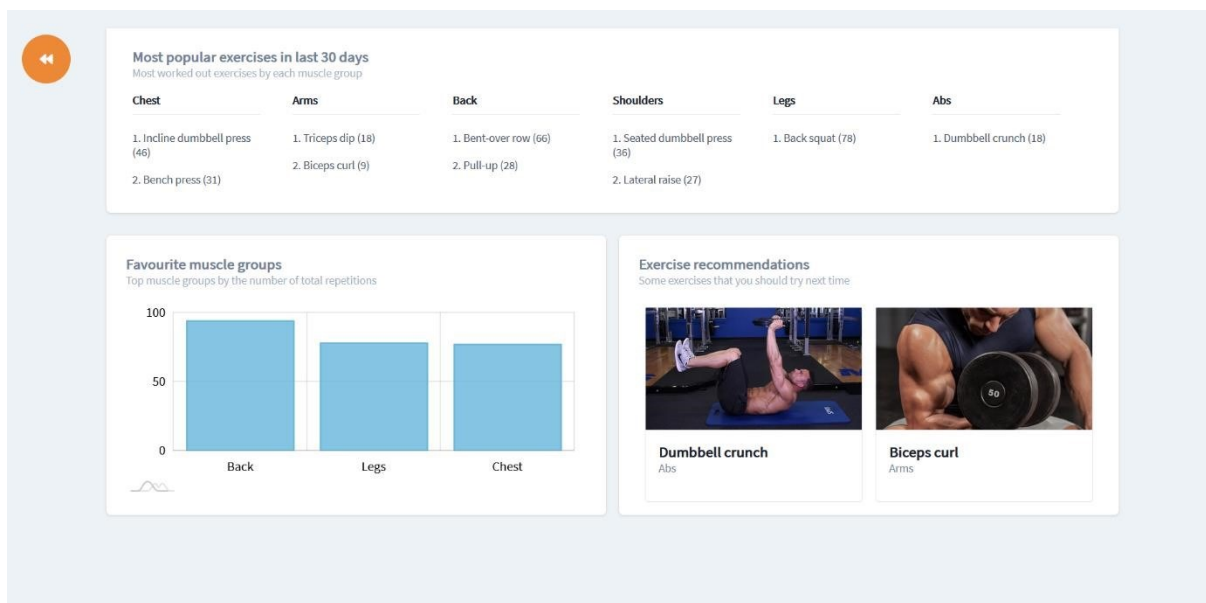 Most popular exercises in last 30 days
Most worked out exercises by each muscle group
Chest
1. Incline dumbbell press
(46)
2. Bench press (31)
Arms
1. Triceps dip (18)
2. Biceps curl (9)
Back
1. Bent-over row (66)
2. Pull-up (28)
Shoulders
1. Seated dumbbell press
(36)
2. Lateral raise (27)
Legs
1. Back squat (78)
Abs
1. Dumbbell crunch (18)
Favourite muscle groups
Top muscle groups by the number of total repetitions
100
50
0
Back
Legs
Chest
Exercise recommendations
Some exercises that you should try next time
50
Dumbbell crunch
Abs
Biceps curl
Arms